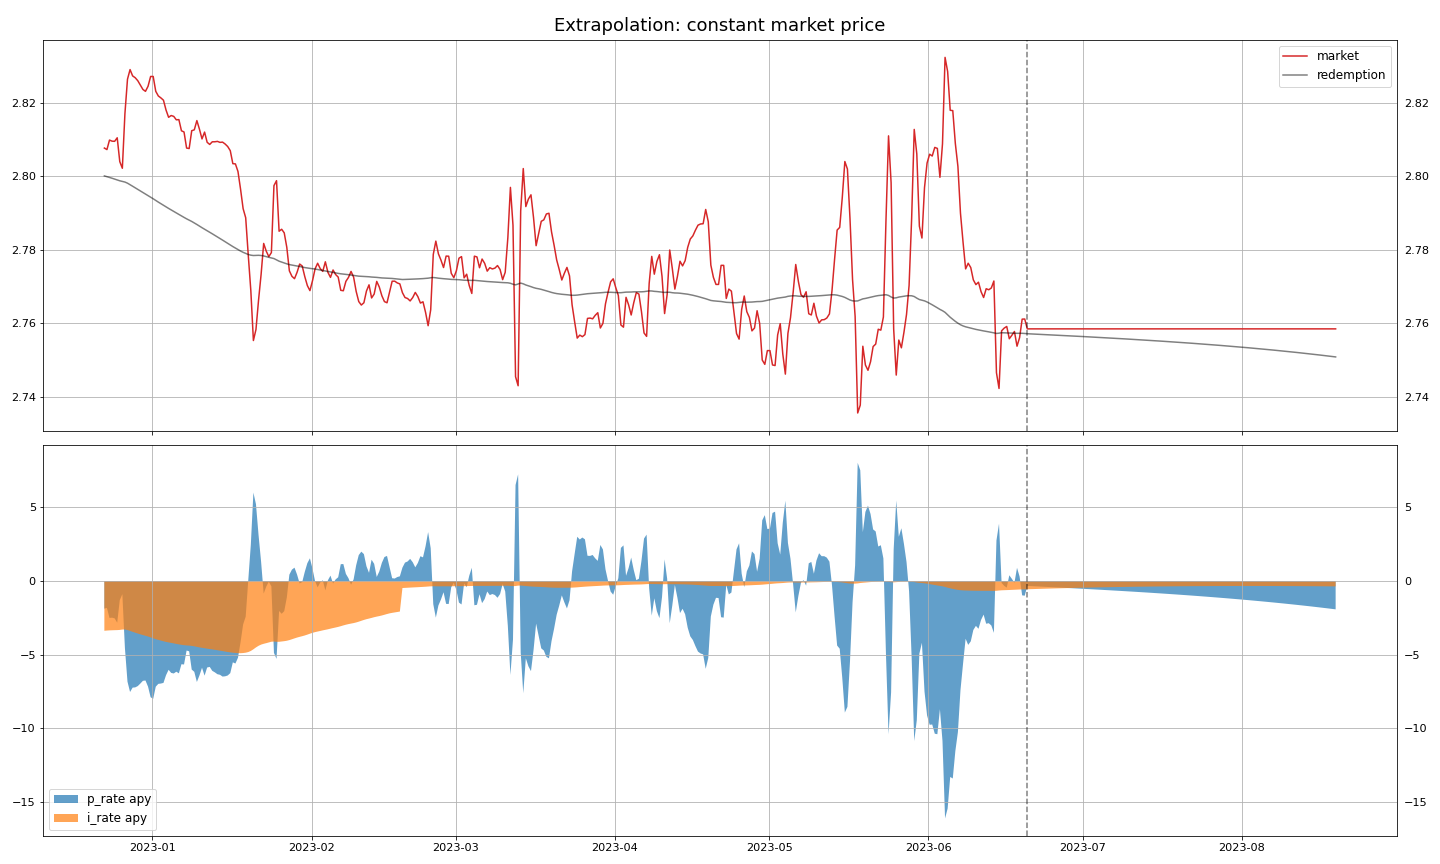 Extrapolation: constant market price
market
redemption
2.82 2.82
2.80 2.80
2.78 2.78
2.76 2.76
2.74 2.74
5 5
0 0
−5 −5
−10 −10
−15 −15
p_rate apy
i_rate apy
2023-01 2023-02 2023-03 2023-04 2023-05 2023-06 2023-07 2023-08